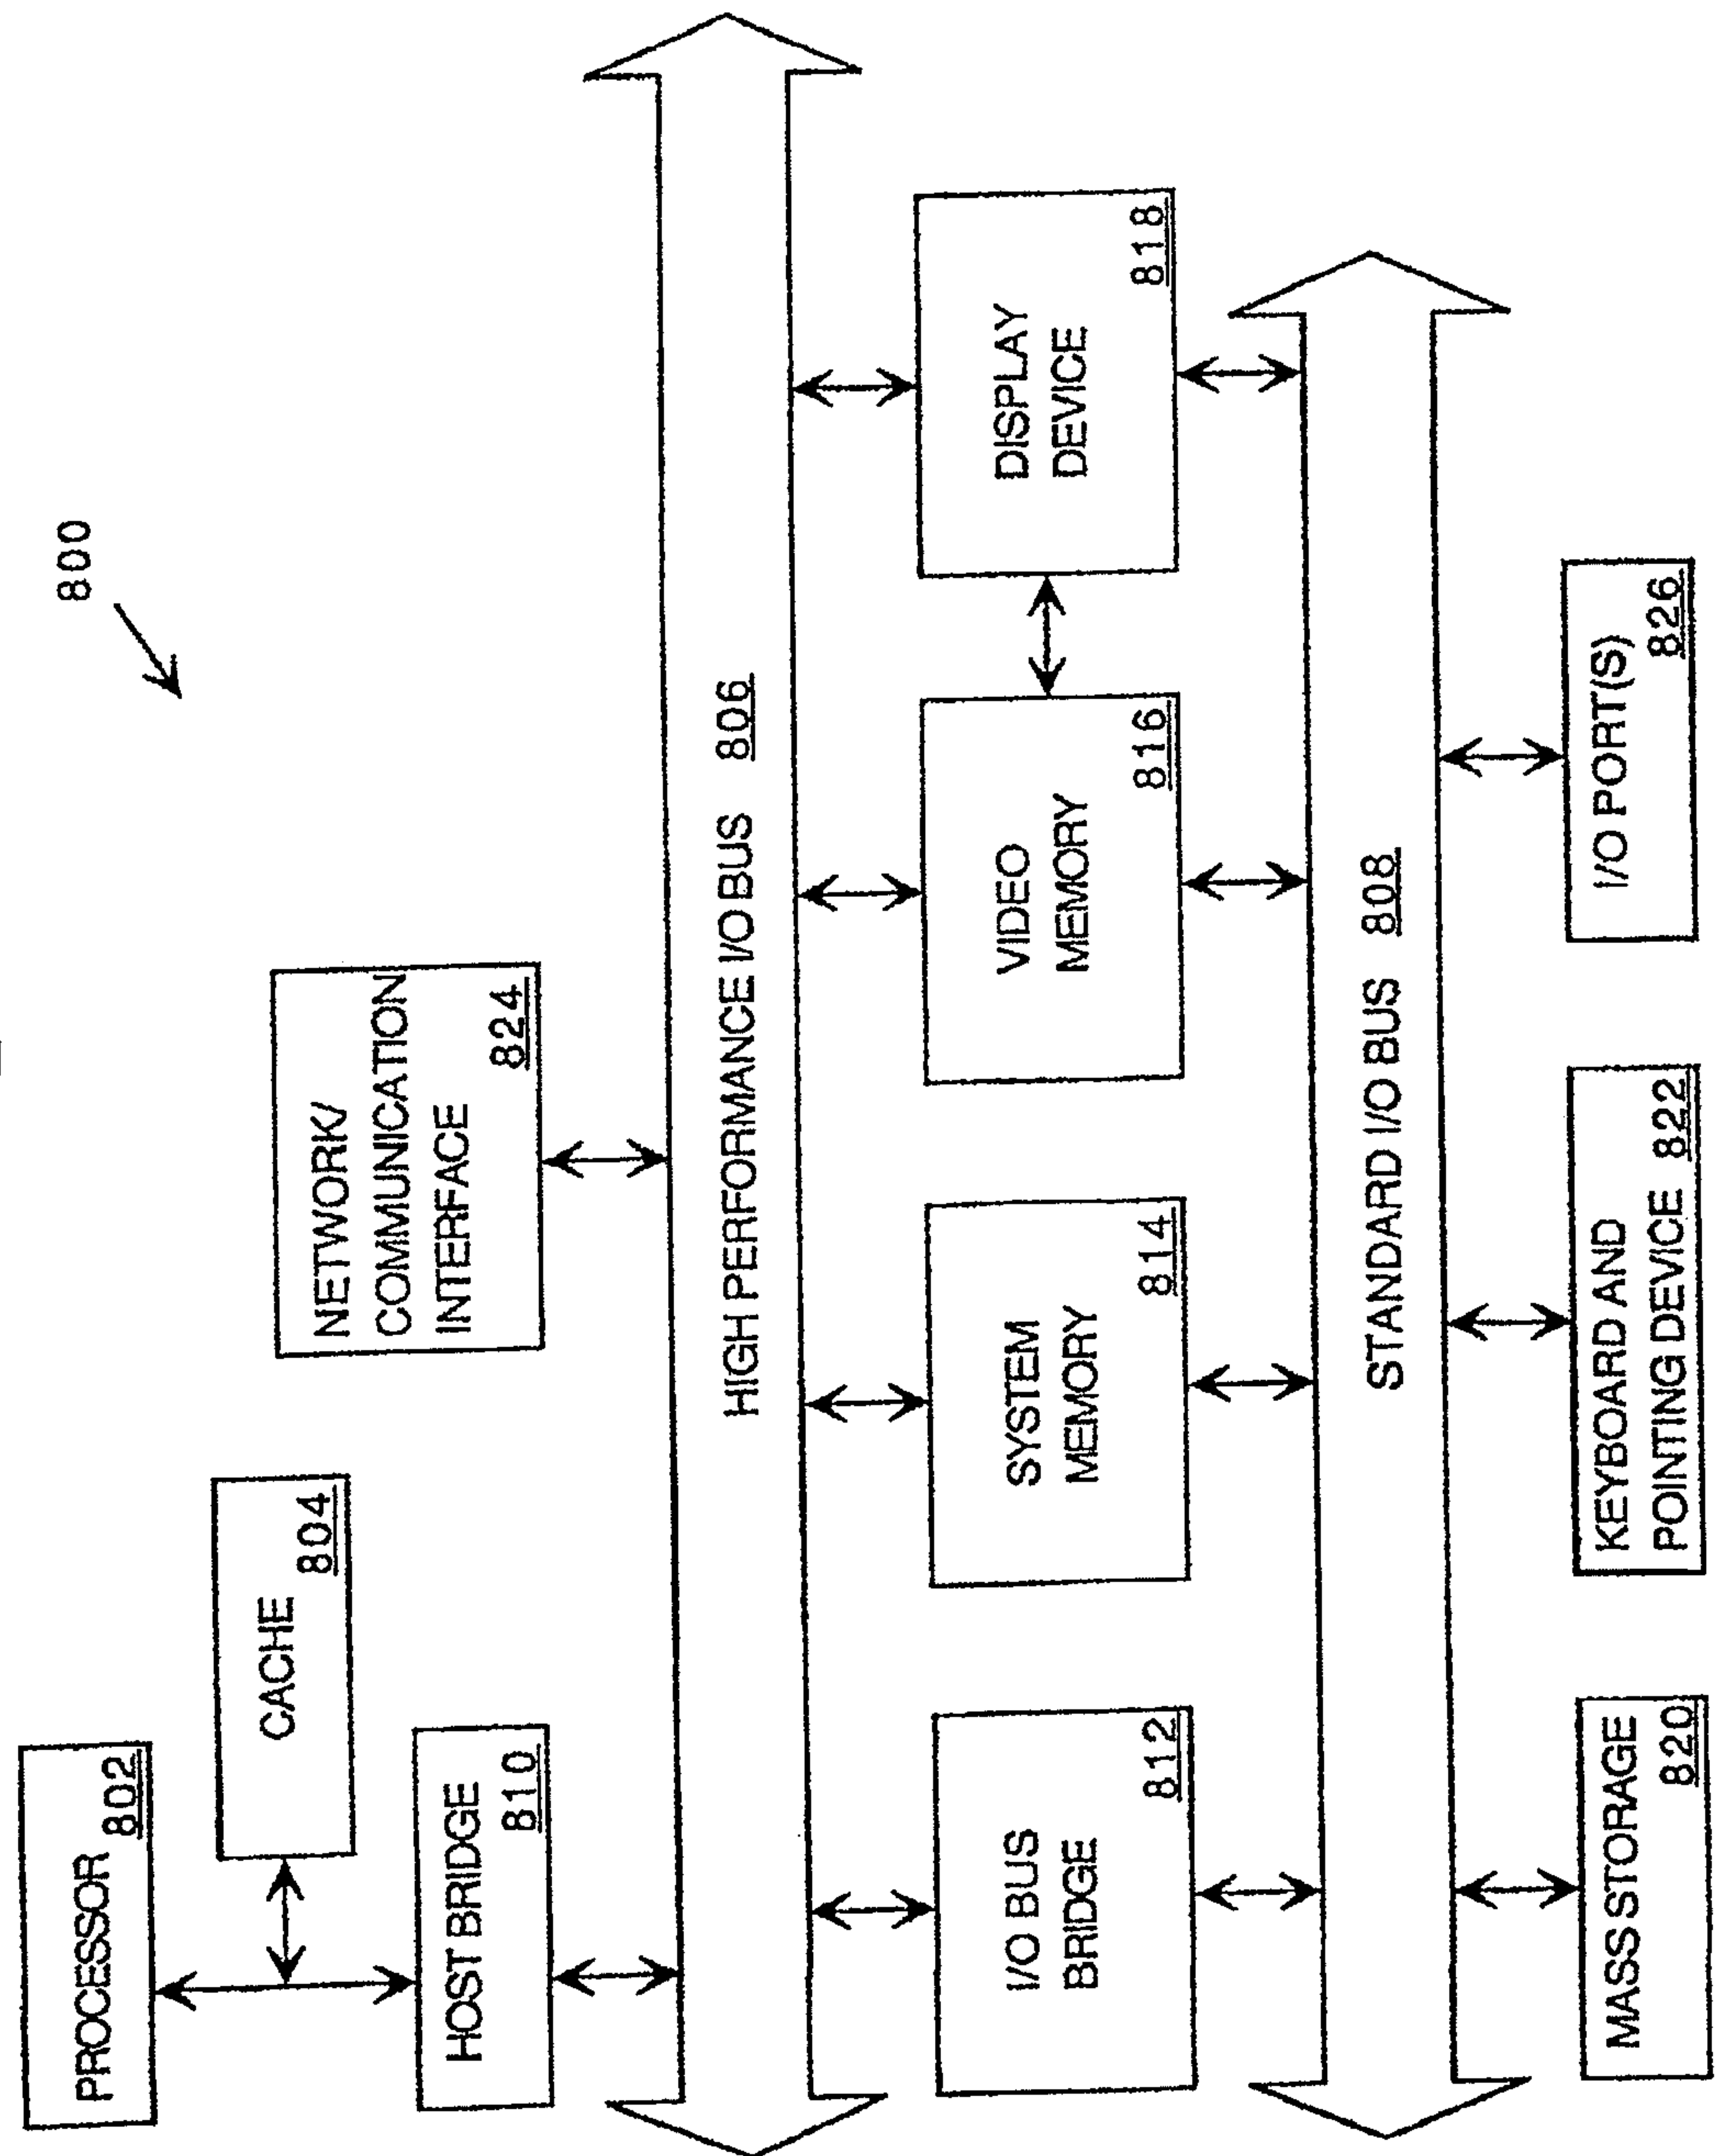 800
PROCESSOR
802
CACHE
804
HOST BRIDGE
810
NETWORK/
COMMUNICATION
INTERFACE
824
HIGH PERFORMANCE I/O BUS 806
I/O BUS
BRIDGE
812
SYSTEM
MEMORY
814
VIDEO
MEMORY
816
DISPLAY
DEVICE
818
STANDARD I/O BUS 808
MASS STORAGE
820
KEYBOARD AND
POINTING DEVICE 822
I/O PORT(S)
826